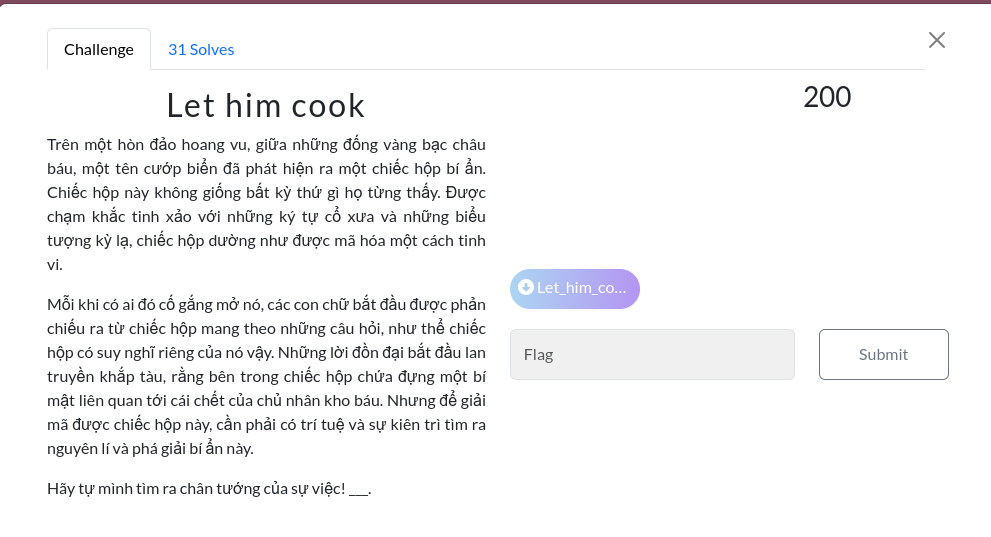 Challenge
31 Solves
Let him cook
200
Trên một hòn đảo hoang vu, giữa những đống vàng bạc châu
báu, một tên cướp biển đã phát hiện ra một chiếc hộp bí ẩn.
Chiếc hộp này không giống bất kỳ thứ gì họ từng thấy. Được
chạm khắc tinh xảo với những ký tự cổ xưa và những biểu
tượng kỳ lạ, chiếc hộp dường như được mã hóa một cách tinh
vi.
Mỗi khi có ai đó cố gắng mở nó, các con chữ bắt đầu được phản
chiếu ra từ chiếc hộp mang theo những câu hỏi, như thể chiếc
hộp có suy nghĩ riêng của nó vậy. Những lời đồn đại bắt đầu lan
truyền khắp tàu, rằng bên trong chiếc hộp chứa đựng một bí
mật liên quan tới cái chết của chủ nhân kho báu. Nhưng để giải
mã được chiếc hộp này, cần phải có trí tuệ và sự kiên trì tìm ra
nguyên lí và phá giải bí ẩn này.
Hãy tự mình tìm ra chân tướng của sự việc! ___.
Let_him_co...
Flag
Submit